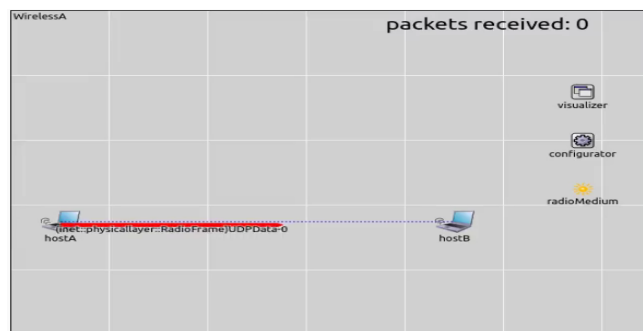 WirelessA
packets received: 0
visualizer
configurator
radioMedium
(inet::physicallayer::RadioFrame)UDPData-0
hostA
hostB